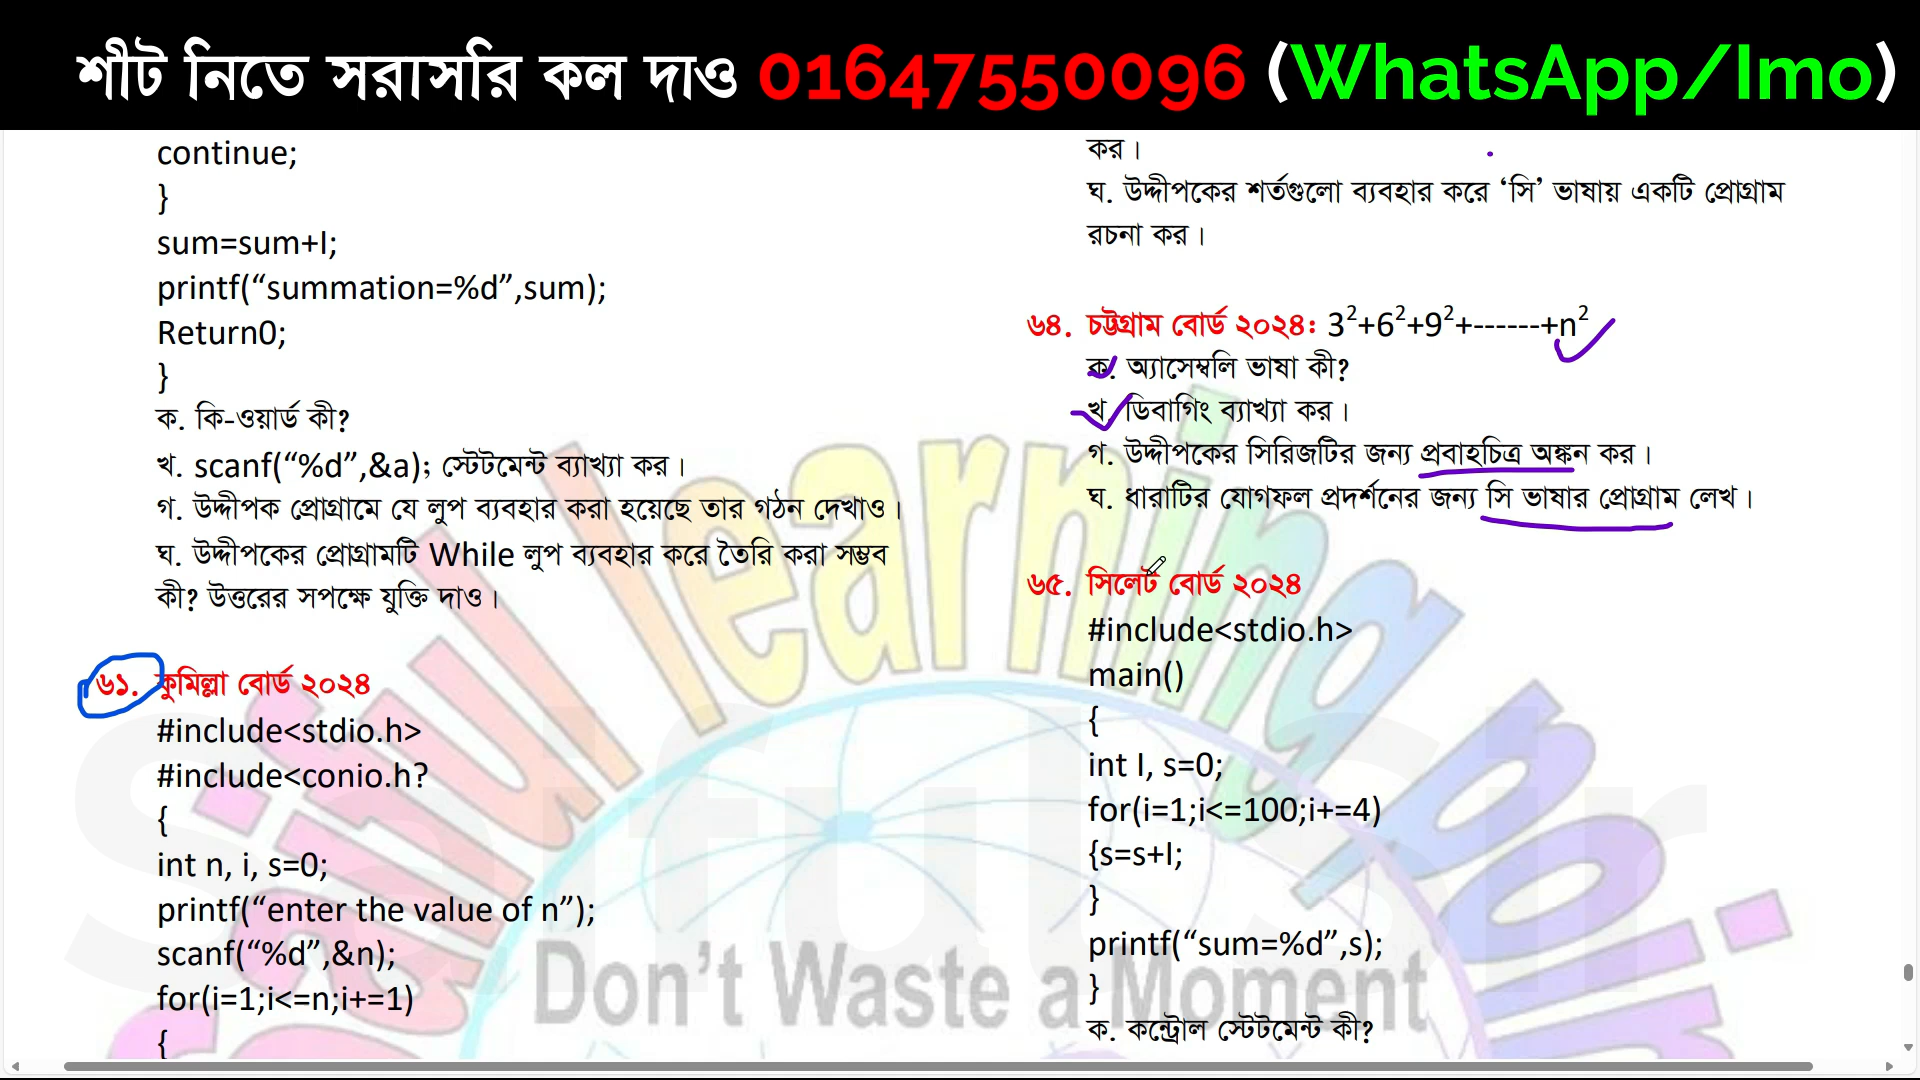 শীট নিতে সরাসরি কল দাও 01647550096 (WhatsApp/Imo)
continue;
}
sum=sum+I;
printf(“summation=%d”,sum);
Return0;
}
ক. কি-ওয়ার্ড কী?
খ. scanf(“%d”,&a); স্টেটমেন্ট ব্যাখ্যা কর।
গ. উদ্দীপক প্রোগ্রামে যে লুপ ব্যবহার করা হয়েছে তার গঠন দেখাও।
ঘ. উদ্দীপকের প্রোগ্রামটি While লুপ ব্যবহার করে তৈরি করা সম্ভব
কী? উত্তরের সপক্ষে যুক্তি দাও।
৬১. কুমিল্লা বোর্ড ২০২৪
#include<stdio.h>
#include<conio.h?
{
int n, i, s=0;
printf(“enter the value of n”);
scanf(“%d”,&n);
for(i=1;i<=n;i+=1)
{
কর।
ঘ. উদ্দীপকের শর্তগুলো ব্যবহার করে ‘সি’ ভাষায় একটি প্রোগ্রাম
রচনা কর।
৬৪. চট্টগ্রাম বোর্ড ২০২৪: 3²+6²+9²+------+n²
ক. অ্যাসেম্বলি ভাষা কী?
খ. ডিবাগিং ব্যাখ্যা কর।
গ. উদ্দীপকের সিরিজটির জন্য প্রবাহচিত্র অঙ্কন কর।
ঘ. ধারাটির যোগফল প্রদর্শনের জন্য সি ভাষার প্রোগ্রাম লেখ।
৬৫. সিলেট বোর্ড ২০২৪
#include<stdio.h>
main()
{
int I, s=0;
for(i=1;i<=100;i+=4)
{s=s+I;
}
printf(“sum=%d”,s);
}
ক. কন্ট্রোল স্টেটমেন্ট কী?
Saiful learning
Saiful Sir
Don’t Waste a Moment